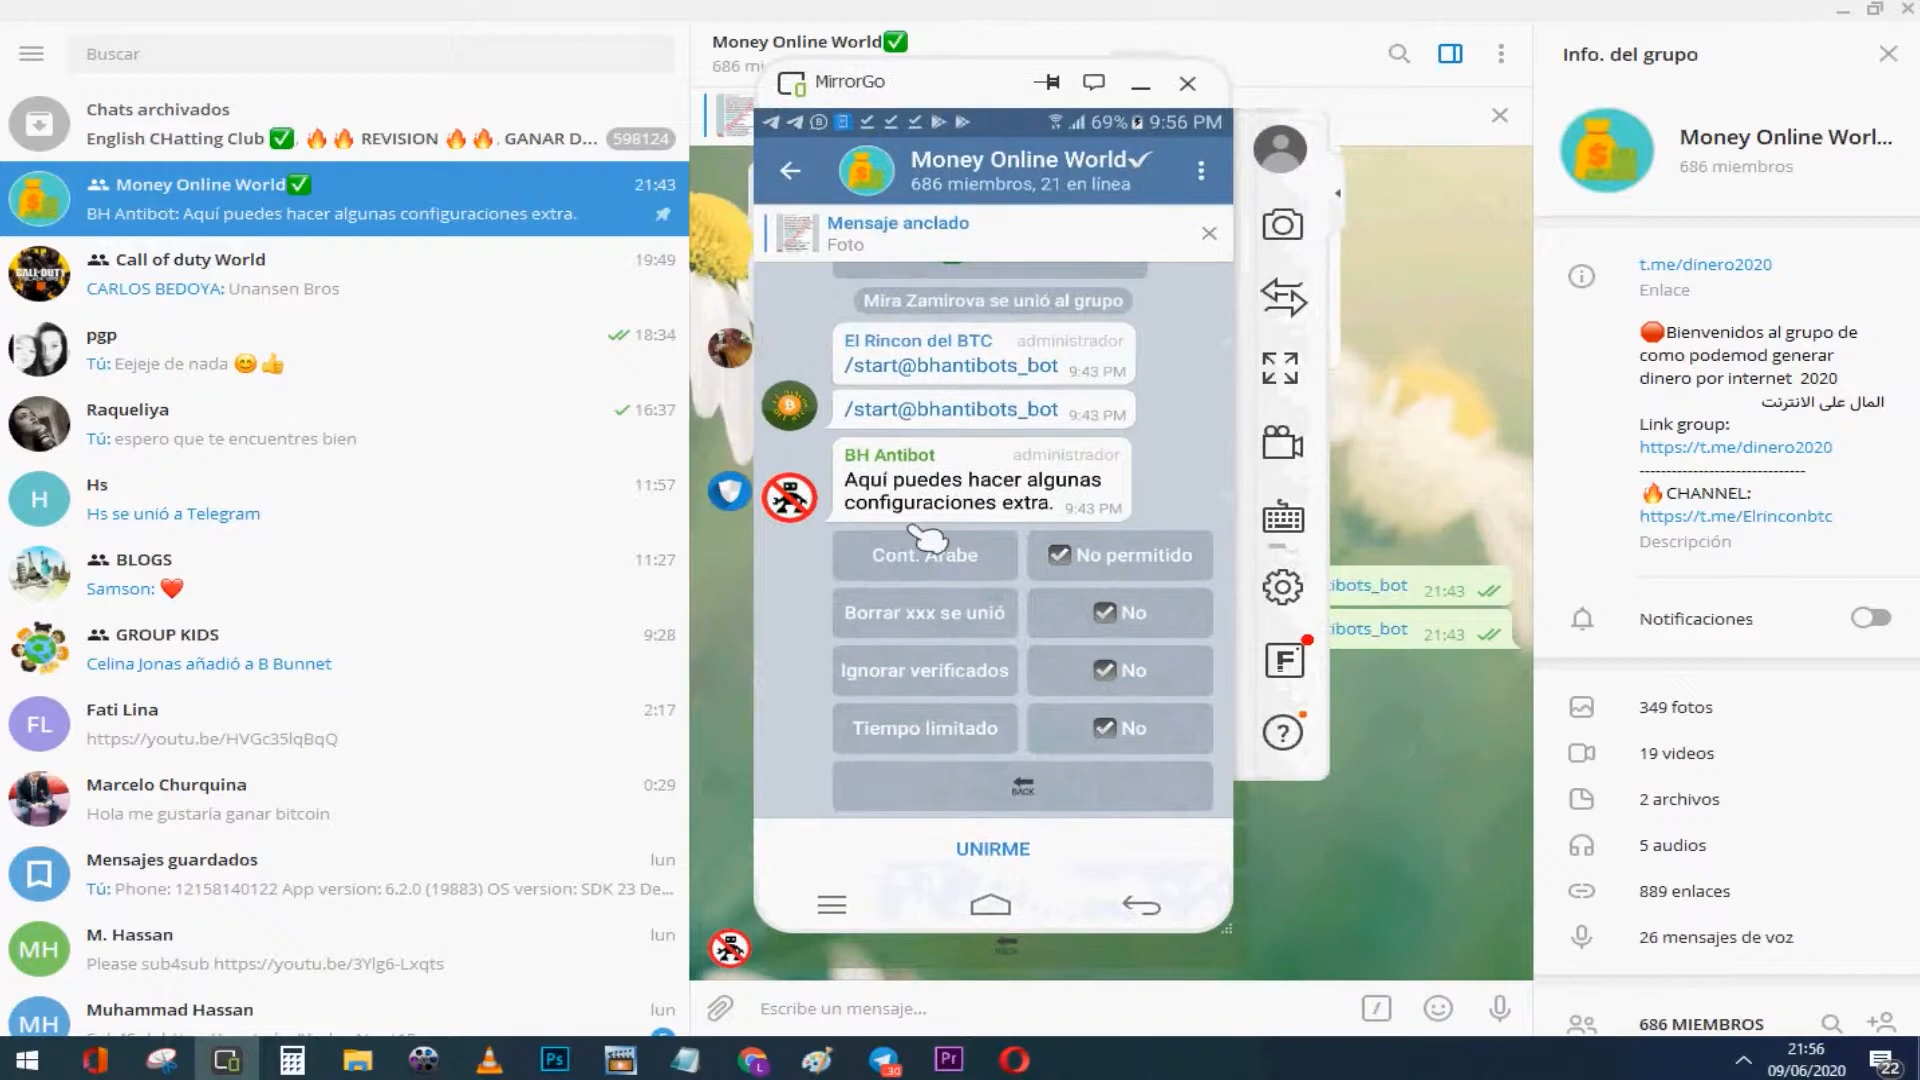 Buscar
Chats archivados
English CHatting Club ✅, 🔥🔥 REVISION 🔥🔥, GANAR D... 598124
Money Online World✅ 21:43
BH Antibot: Aquí puedes hacer algunas configuraciones extra.
Call of duty World 19:49
CARLOS BEDOYA: Unansen Bros
pgp 18:34
Tú: Eejeje de nada 😊👍
Raqueliya 16:37
Tú: espero que te encuentres bien
Hs 11:57
Hs se unió a Telegram
BLOGS 11:27
Samson: ❤️
GROUP KIDS 9:28
Celina Jonas añadió a B Bunnet
FL
Fati Lina 2:17
https://youtu.be/HVGc35lqBqQ
Marcelo Churquina 0:29
Hola me gustaría ganar bitcoin
Mensajes guardados lun
Tú: Phone: 12158140122 App version: 6.2.0 (19883) OS version: SDK 23 De...
MH
M. Hassan lun
Please sub4sub https://youtu.be/3Ylg6-Lxqts
MH
Muhammad Hassan lun
Money Online World✅
686 mi
MirrorGo
69% 9:56 PM
Money Online World✓
686 miembros, 21 en línea
Mensaje anclado
Foto
Mira Zamirova se unió al grupo
El Rincon del BTC administrador
/start@bhantibots_bot 9:43 PM
/start@bhantibots_bot 9:43 PM
BH Antibot administrador
Aquí puedes hacer algunas
configuraciones extra. 9:43 PM
Cont. Arabe No permitido
Borrar xxx se unió No
Ignorar verificados No
Tiempo limitado No
BACK
UNIRME
ibots_bot 21:43
ibots_bot 21:43
Escribe un mensaje...
Info. del grupo
Money Online Worl...
686 miembros
t.me/dinero2020
Enlace
🛑Bienvenidos al grupo de
como podemod generar
dinero por internet 2020
المال على الانترنت
Link group:
https://t.me/dinero2020
------------------------------
🔥CHANNEL:
https://t.me/Elrinconbtc
Descripción
Notificaciones
349 fotos
19 videos
2 archivos
5 audios
889 enlaces
26 mensajes de voz
686 MIEMBROS
Ps
Pr
21:56
09/06/2020
22